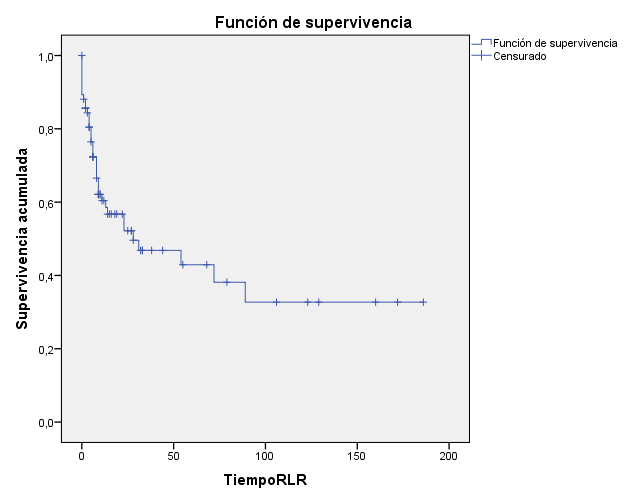 Función de supervivencia
Función de supervivencia
Censurado
Supervivencia acumulada
1,0
0,8
0,6
0,4
0,2
0,0
0
50
100
150
200
TiempoRLR